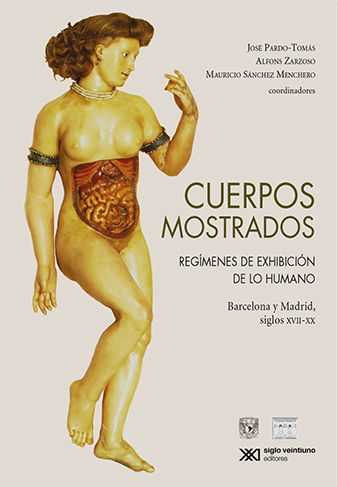 José Pardo-Tomás
Alfons Zarzoso
Mauricio Sánchez Menchero
coordinadores
CUERPOS
MOSTRADOS
REGÍMENES DE EXHIBICIÓN
DE LO HUMANO
Barcelona y Madrid,
siglos XVII-XX
siglo veintiuno
editores